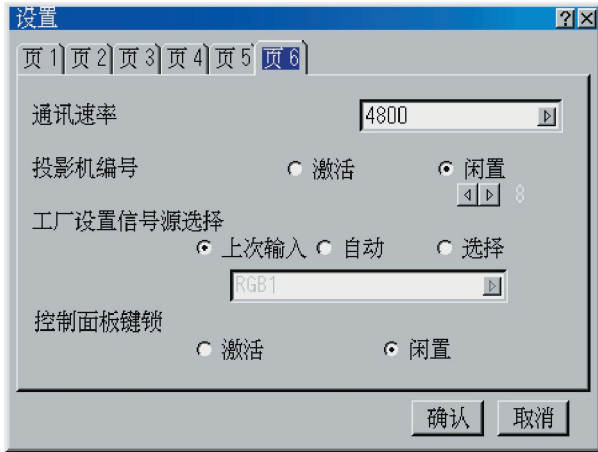 设置
页 1 页 2 页 3 页 4 页 5 页 6
通讯速率 4800
投影机编号 激活 闲置
8
工厂设置信号源选择
上次输入 自动 选择
RGB1
控制面板键锁
激活 闲置
确认 取消